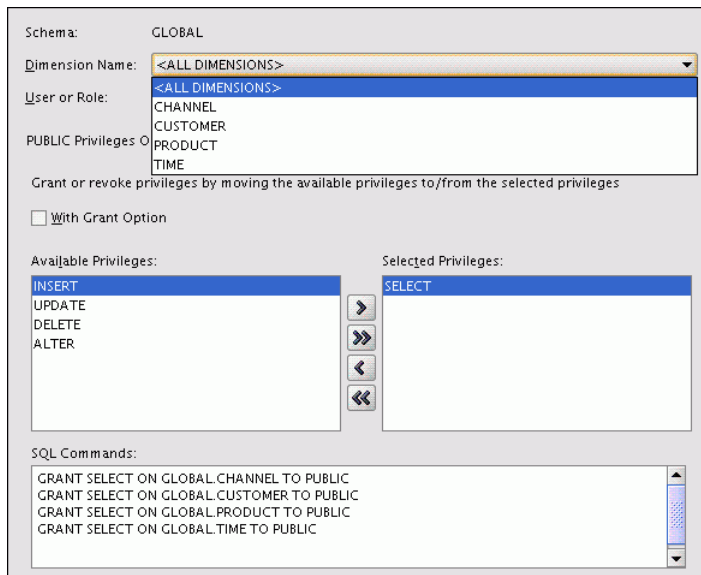 Schema: GLOBAL
Dimension Name: <ALL DIMENSIONS>
<ALL DIMENSIONS>
User or Role:
CHANNEL
CUSTOMER
PUBLIC Privileges O
PRODUCT
TIME
Grant or revoke privileges by moving the available privileges to/from the selected privileges
With Grant Option
Available Privileges:
INSERT
UPDATE
DELETE
ALTER
Selected Privileges:
SELECT
SQL Commands:
GRANT SELECT ON GLOBAL.CHANNEL TO PUBLIC
GRANT SELECT ON GLOBAL.CUSTOMER TO PUBLIC
GRANT SELECT ON GLOBAL.PRODUCT TO PUBLIC
GRANT SELECT ON GLOBAL.TIME TO PUBLIC